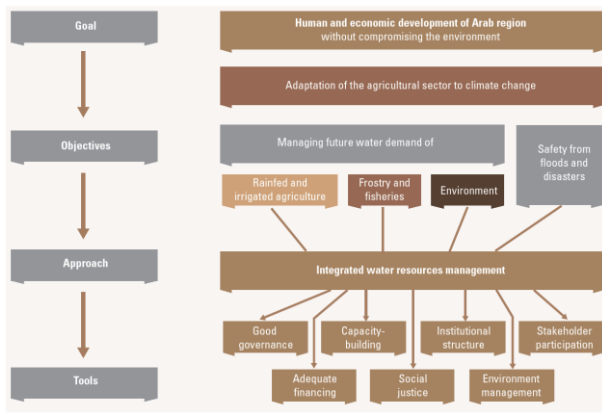 Goal
Human and economic development of Arab region
without compromising the environment
Adaptation of the agricultural sector to climate change
Objectives
Managing future water demand of
Safety from
floods and
disasters
Rainfed and
irrigated agriculture
Frostry and
fisheries
Environment
Approach
Integrated water resources management
Good
governance
Capacity-
building
Institutional
structure
Stakeholder
participation
Tools
Adequate
financing
Social
justice
Environment
management